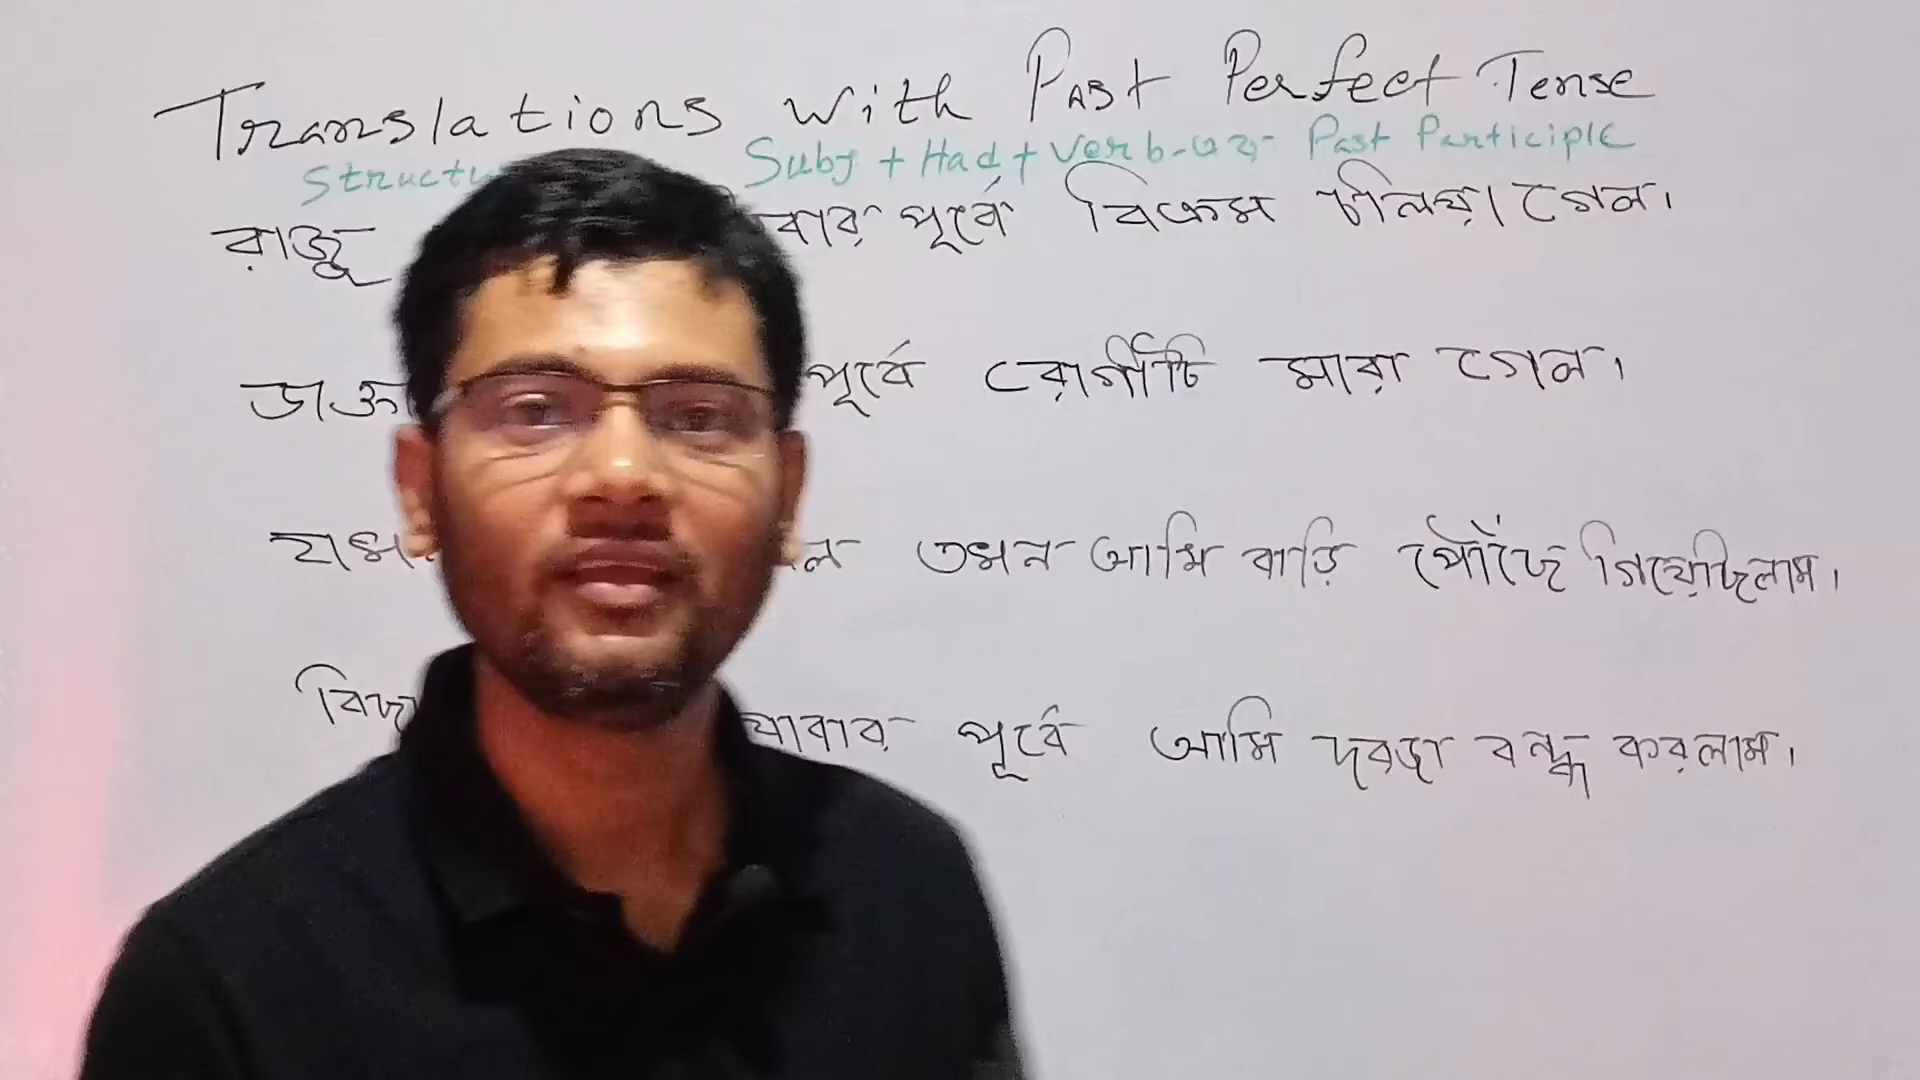 Translations With Past Perfect Tense
Subj + Had + Verb-এর Past Participle
রাজু পূর্বে বিক্রম চলিয়া গেল।
পূর্বে রোগীটি মারা গেল।
তখন আমি বাড়ি পৌঁছে গিয়েছিলাম।
যাবার পূর্বে আমি দরজা বন্ধ করলাম।